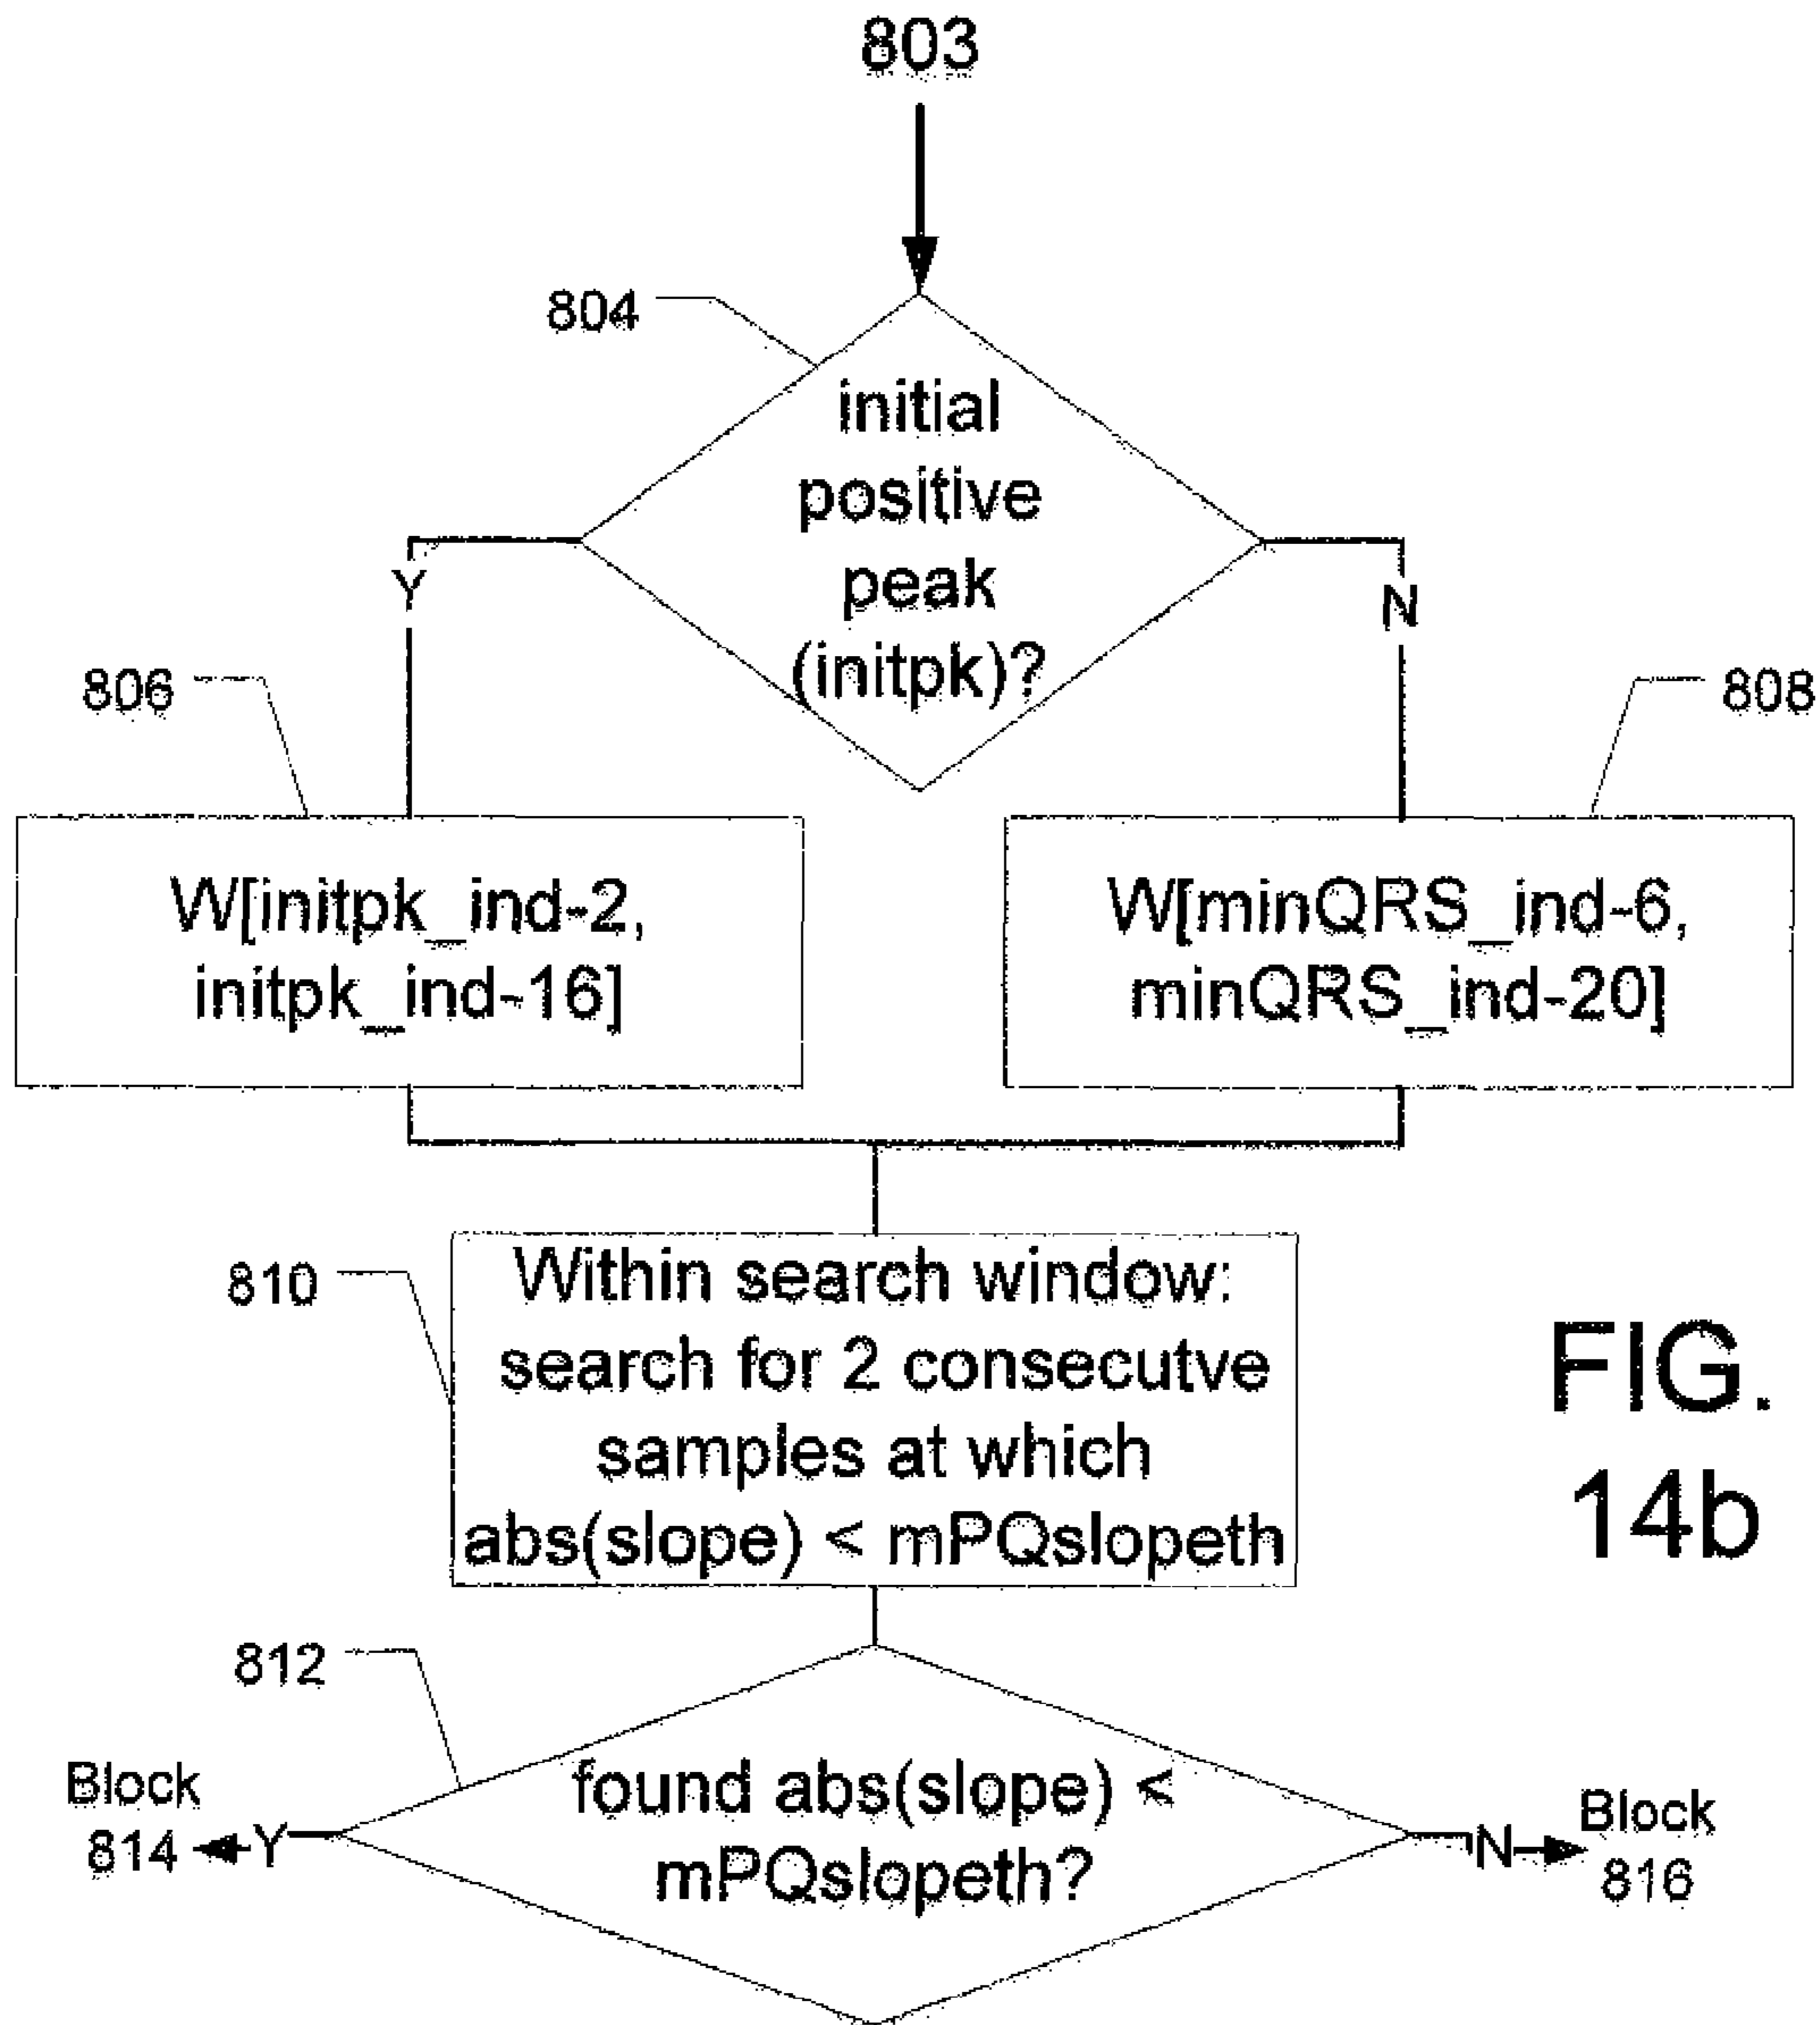 803
804
initial
positive
peak
(initpk)?
Y
N
806
808
W[initpk_ind-2,
initpk_ind-16]
W[minQRS_ind-6,
minQRS_ind-20]
810
Within search window:
search for 2 consecutve
samples at which
abs(slope) < mPQslopeth
FIG.
14b
812
found abs(slope) <
mPQslopeth?
Block
814
Y
N
Block
816